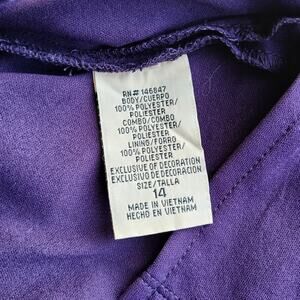 RN# 146847
BODY/CUERPO
100% POLYESTER/
POLIESTER
COMBO/COMBO
100% POLYESTER/
POLIESTER
LINING/FORRO
100% POLYESTER/
POLIESTER
EXCLUSIVE OF DECORATION
EXCLUSIVO DE DECORACION
SIZE/TALLA
14
MADE IN VIETNAM
HECHO EN VIETNAM